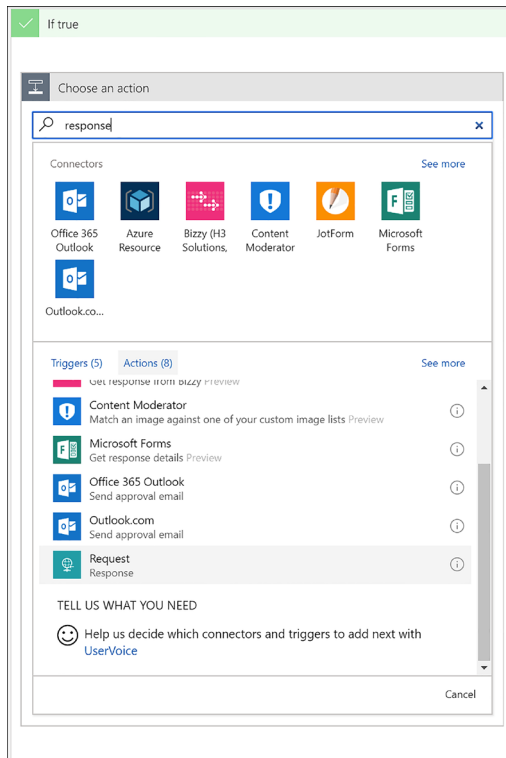 If true
Choose an action
response
Connectors
See more
Office 365
Outlook
Azure
Resource
Bizzy (H3
Solutions,
Content
Moderator
JotForm
Microsoft
Forms
Outlook.co...
Triggers (5)
Actions (8)
See more
Get response from Bizzy Preview
Content Moderator
Match an image against one of your custom image lists Preview
Microsoft Forms
Get response details Preview
Office 365 Outlook
Send approval email
Outlook.com
Send approval email
Request
Response
TELL US WHAT YOU NEED
Help us decide which connectors and triggers to add next with
UserVoice
Cancel